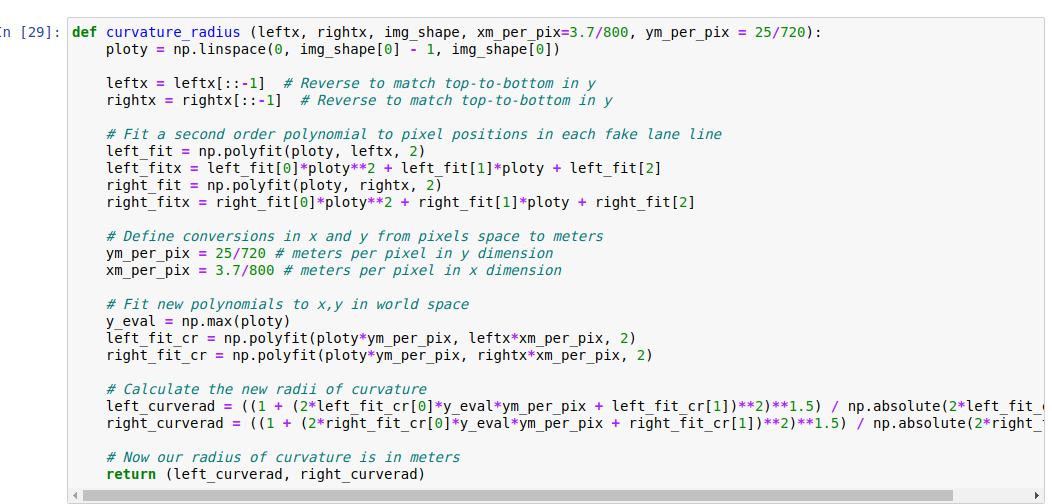 In [29]: def curvature_radius (leftx, rightx, img_shape, xm_per_pix=3.7/800, ym_per_pix = 25/720):
    ploty = np.linspace(0, img_shape[0] - 1, img_shape[0])
    leftx = leftx[::-1]  # Reverse to match top-to-bottom in y
    rightx = rightx[::-1]  # Reverse to match top-to-bottom in y
    # Fit a second order polynomial to pixel positions in each fake lane line
    left_fit = np.polyfit(ploty, leftx, 2)
    left_fitx = left_fit[0]*ploty**2 + left_fit[1]*ploty + left_fit[2]
    right_fit = np.polyfit(ploty, rightx, 2)
    right_fitx = right_fit[0]*ploty**2 + right_fit[1]*ploty + right_fit[2]
    # Define conversions in x and y from pixels space to meters
    ym_per_pix = 25/720 # meters per pixel in y dimension
    xm_per_pix = 3.7/800 # meters per pixel in x dimension
    # Fit new polynomials to x,y in world space
    y_eval = np.max(ploty)
    left_fit_cr = np.polyfit(ploty*ym_per_pix, leftx*xm_per_pix, 2)
    right_fit_cr = np.polyfit(ploty*ym_per_pix, rightx*xm_per_pix, 2)
    # Calculate the new radii of curvature
    left_curverad = ((1 + (2*left_fit_cr[0]*y_eval*ym_per_pix + left_fit_cr[1])**2)**1.5) / np.absolute(2*left_fit_
    right_curverad = ((1 + (2*right_fit_cr[0]*y_eval*ym_per_pix + right_fit_cr[1])**2)**1.5) / np.absolute(2*right_
    # Now our radius of curvature is in meters
    return (left_curverad, right_curverad)